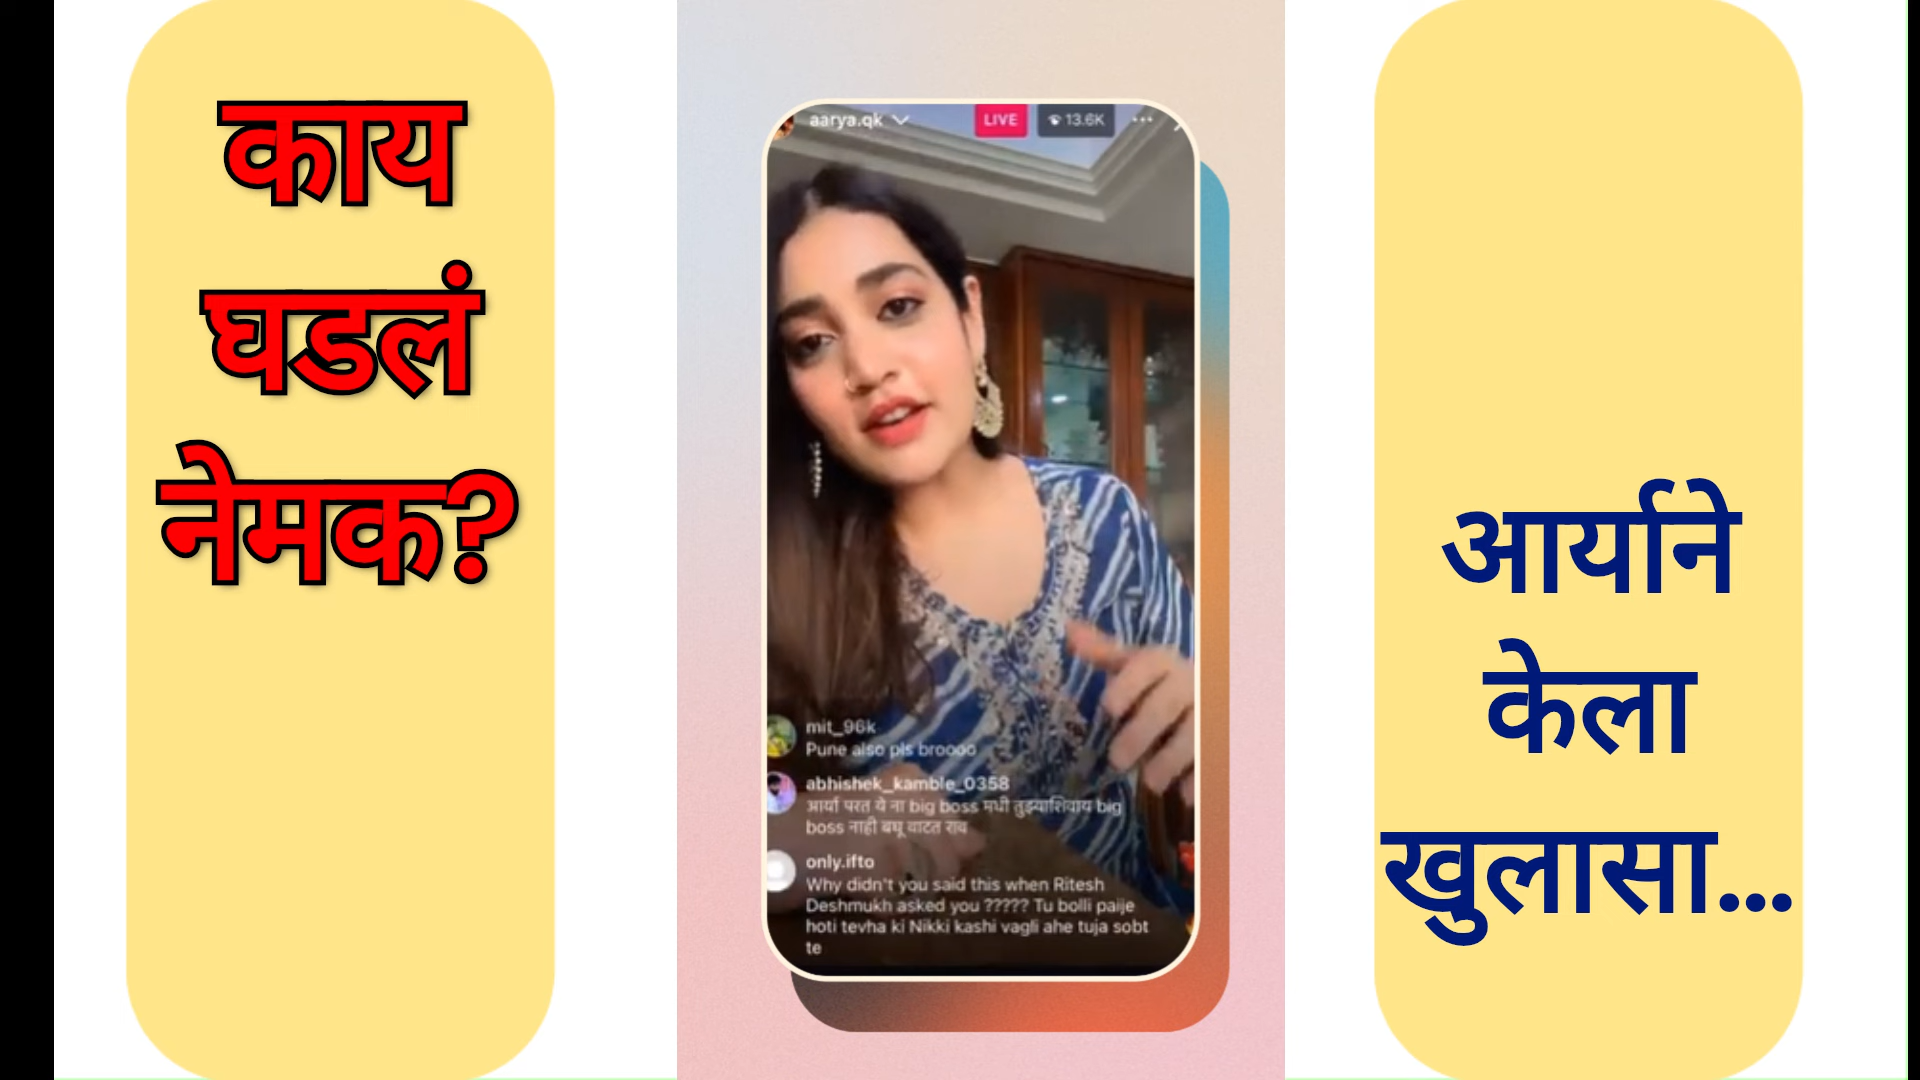 काय
घडलं
नेमक?
aarya.qk
LIVE
13.6K
mit_96k
Pune also pls broooo
abhishek_kamble_0358
आर्या परत ये ना big boss मधी तुझ्याशिवाय big
boss नाही बघू वाटत राव
only.ifto
Why didn't you said this when Ritesh
Deshmukh asked you ????? Tu bolli paije
hoti tevha ki Nikki kashi vagli ahe tuja sobt
te
आर्याने
केला
खुलासा...